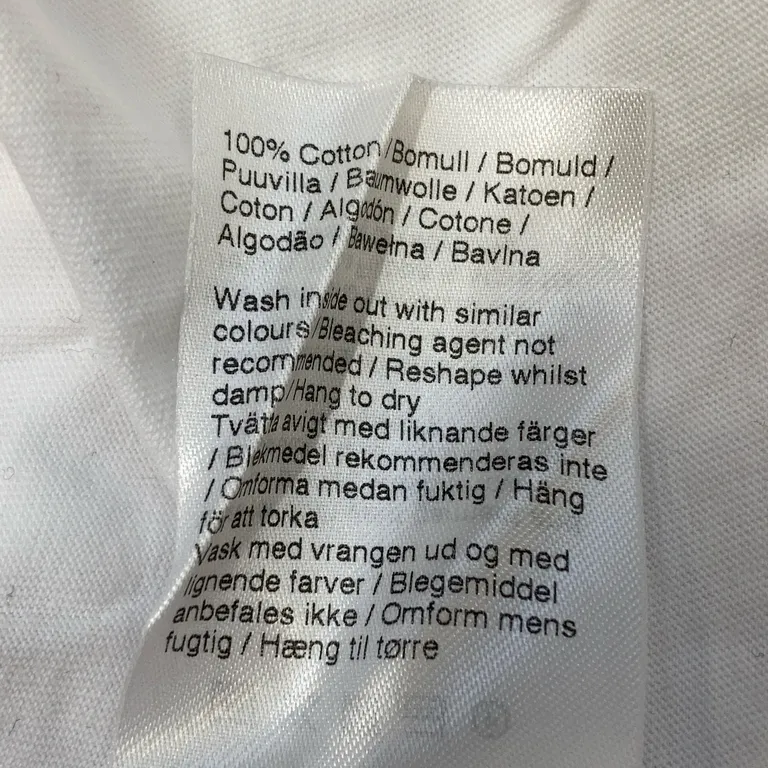 100% Cotton / Bomull / Bomuld /
Puuvilla / Baumwolle / Katoen /
Coton / Algodón / Cotone /
Algodão / Bawełna / Bavlna
Wash inside out with similar
colours/Bleaching agent not
recommended / Reshape whilst
damp/Hang to dry
Tvätta avigt med liknande färger
/ Blekmedel rekommenderas inte
/ Omforma medan fuktig / Häng
för att torka
Vask med vrangen ud og med
lignende farver / Blegemiddel
anbefales ikke / Omform mens
fugtig / Hæng til tørre